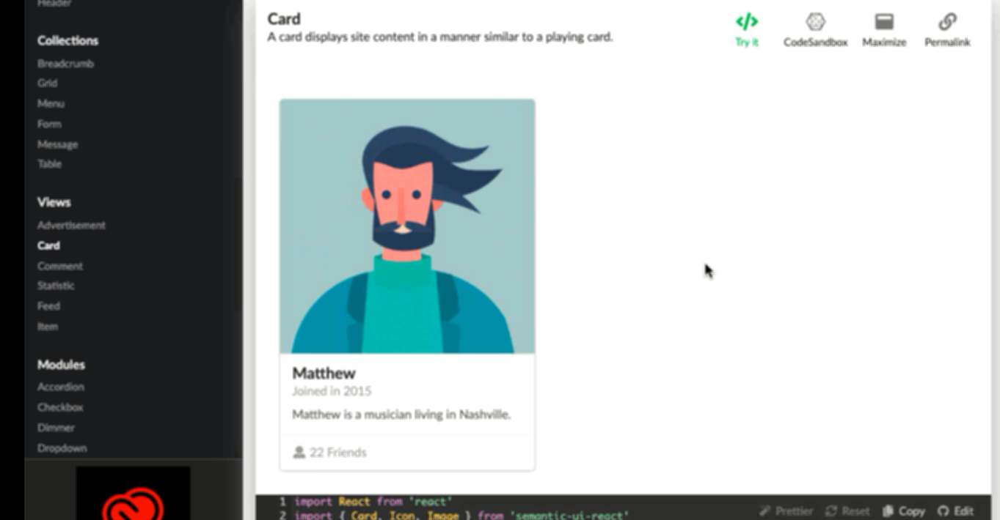 Header
Collections
Breadcrumb
Grid
Menu
Form
Message
Table
Views
Advertisement
Card
Comment
Statistic
Feed
Item
Modules
Accordion
Checkbox
Dimmer
Dropdown
Card
A card displays site content in a manner similar to a playing card.
Try it
CodeSandbox
Maximize
Permalink
Matthew
Joined in 2015
Matthew is a musician living in Nashville.
22 Friends
1 import React from 'react'
2 import { Card, Icon, Image } from 'semantic-ui-react'
Prettier Reset Copy Edit